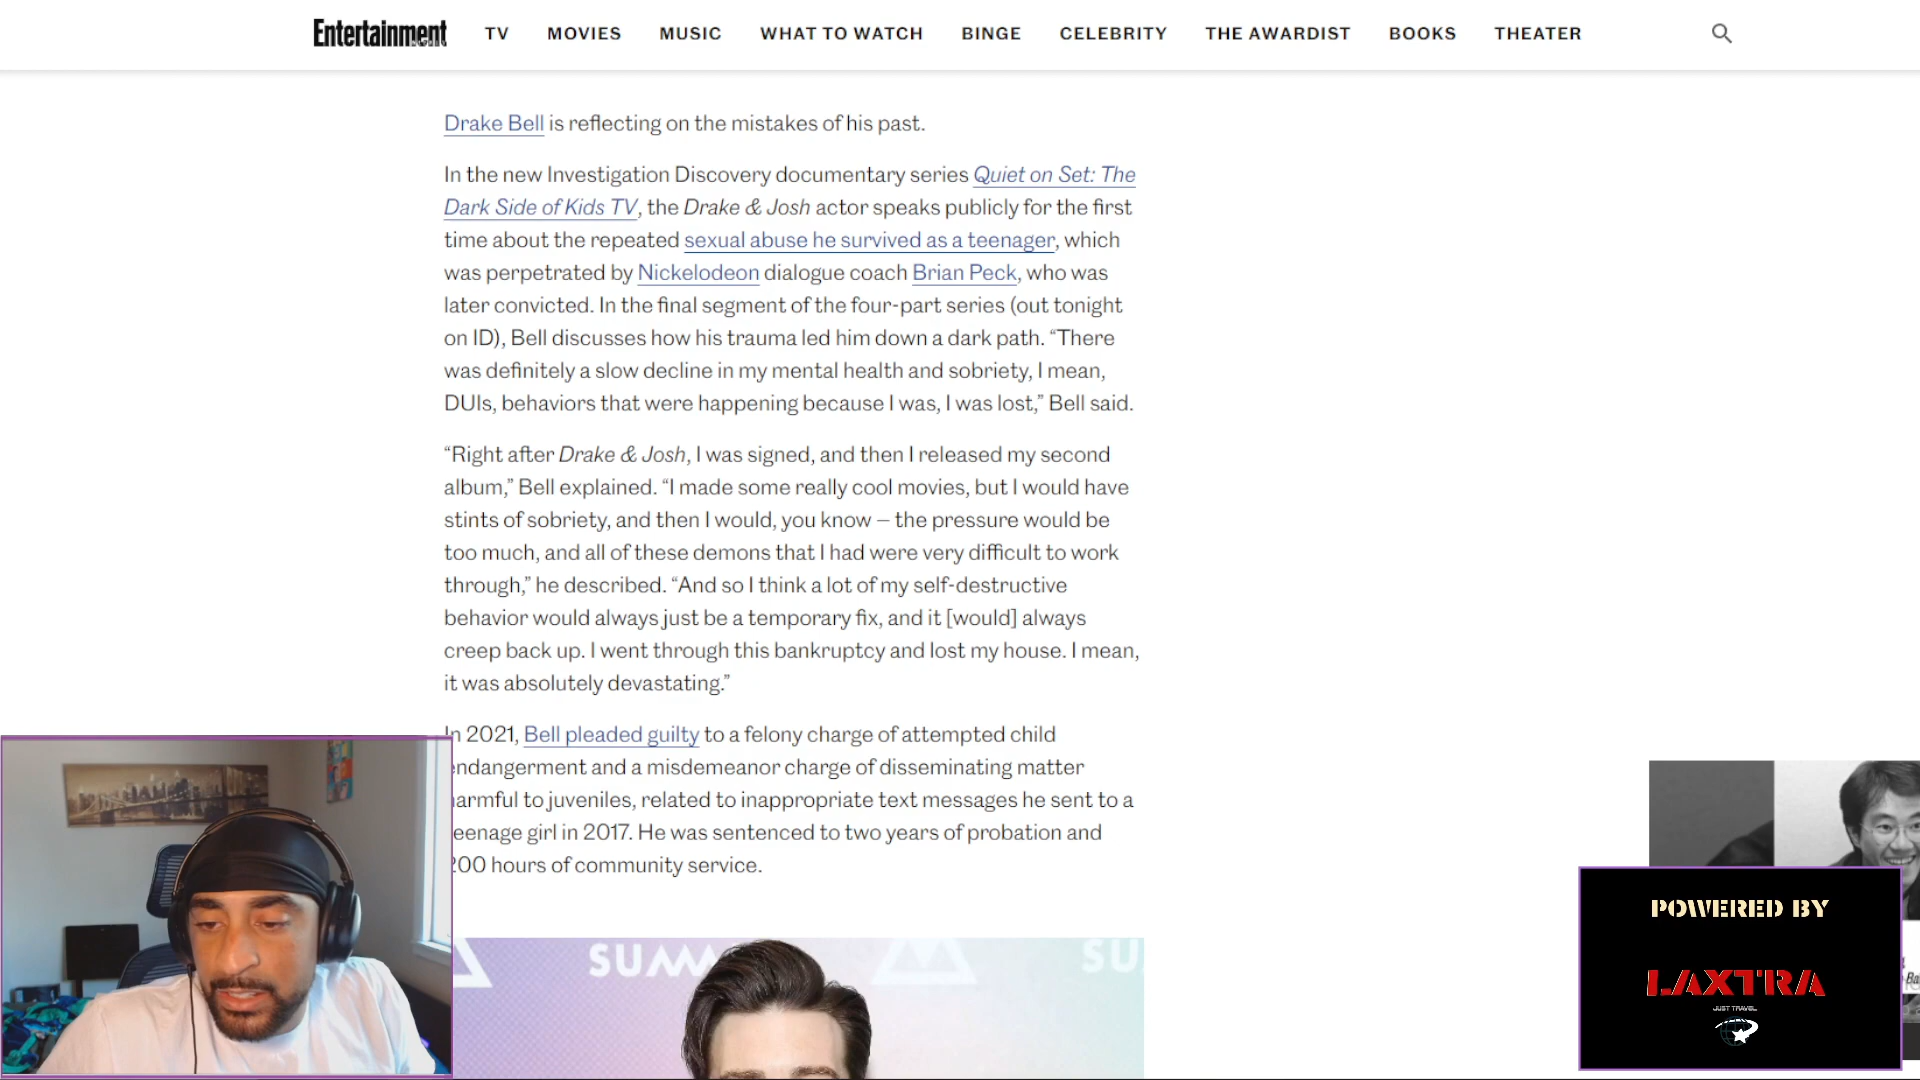 Entertainment
TV
MOVIES
MUSIC
WHAT TO WATCH
BINGE
CELEBRITY
THE AWARDIST
BOOKS
THEATER
Drake Bell is reflecting on the mistakes of his past.
In the new Investigation Discovery documentary series Quiet on Set: The
Dark Side of Kids TV, the Drake & Josh actor speaks publicly for the first
time about the repeated sexual abuse he survived as a teenager, which
was perpetrated by Nickelodeon dialogue coach Brian Peck, who was
later convicted. In the final segment of the four-part series (out tonight
on ID), Bell discusses how his trauma led him down a dark path. “There
was definitely a slow decline in my mental health and sobriety, I mean,
DUIs, behaviors that were happening because I was, I was lost,” Bell said.
“Right after Drake & Josh, I was signed, and then I released my second
album,” Bell explained. “I made some really cool movies, but I would have
stints of sobriety, and then I would, you know — the pressure would be
too much, and all of these demons that I had were very difficult to work
through,” he described. “And so I think a lot of my self-destructive
behavior would always just be a temporary fix, and it [would] always
creep back up. I went through this bankruptcy and lost my house. I mean,
it was absolutely devastating.”
In 2021, Bell pleaded guilty to a felony charge of attempted child
ndangerment and a misdemeanor charge of disseminating matter
armful to juveniles, related to inappropriate text messages he sent to a
eenage girl in 2017. He was sentenced to two years of probation and
200 hours of community service.
SU
POWERED BY
LAXTRA
JUST TRAVEL